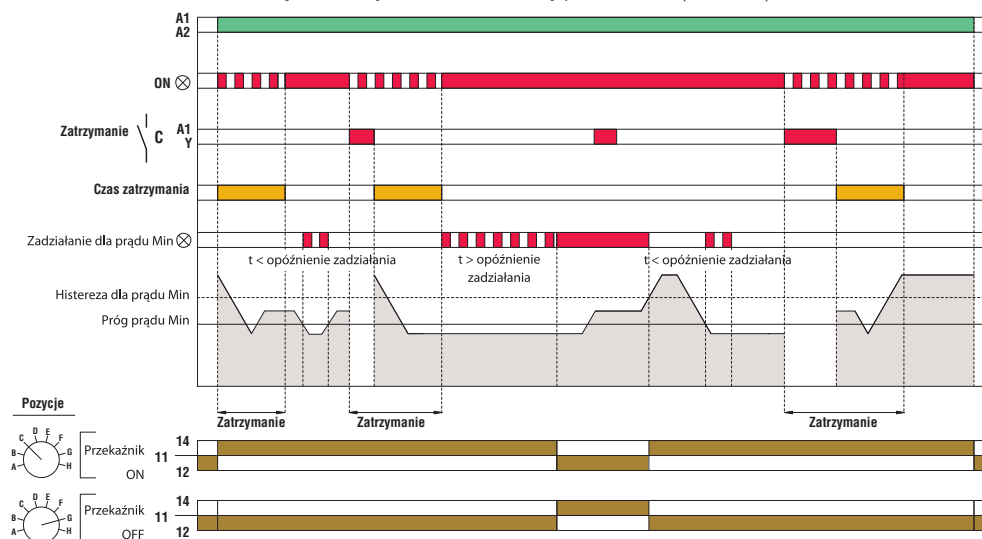 A1
A2
ON
Zatrzymanie C A1
Y
Czas zatrzymania
Zadziałanie dla prądu Min
t < opóźnienie zadziałania
t > opóźnienie
zadziałania
t < opóźnienie zadziałania
Histereza dla prądu Min
Próg prądu Min
Zatrzymanie Zatrzymanie Zatrzymanie
Pozycje
A B C D E F G H
Przekaźnik
ON
14
11
12
A B C D E F G H
Przekaźnik
OFF
14
11
12